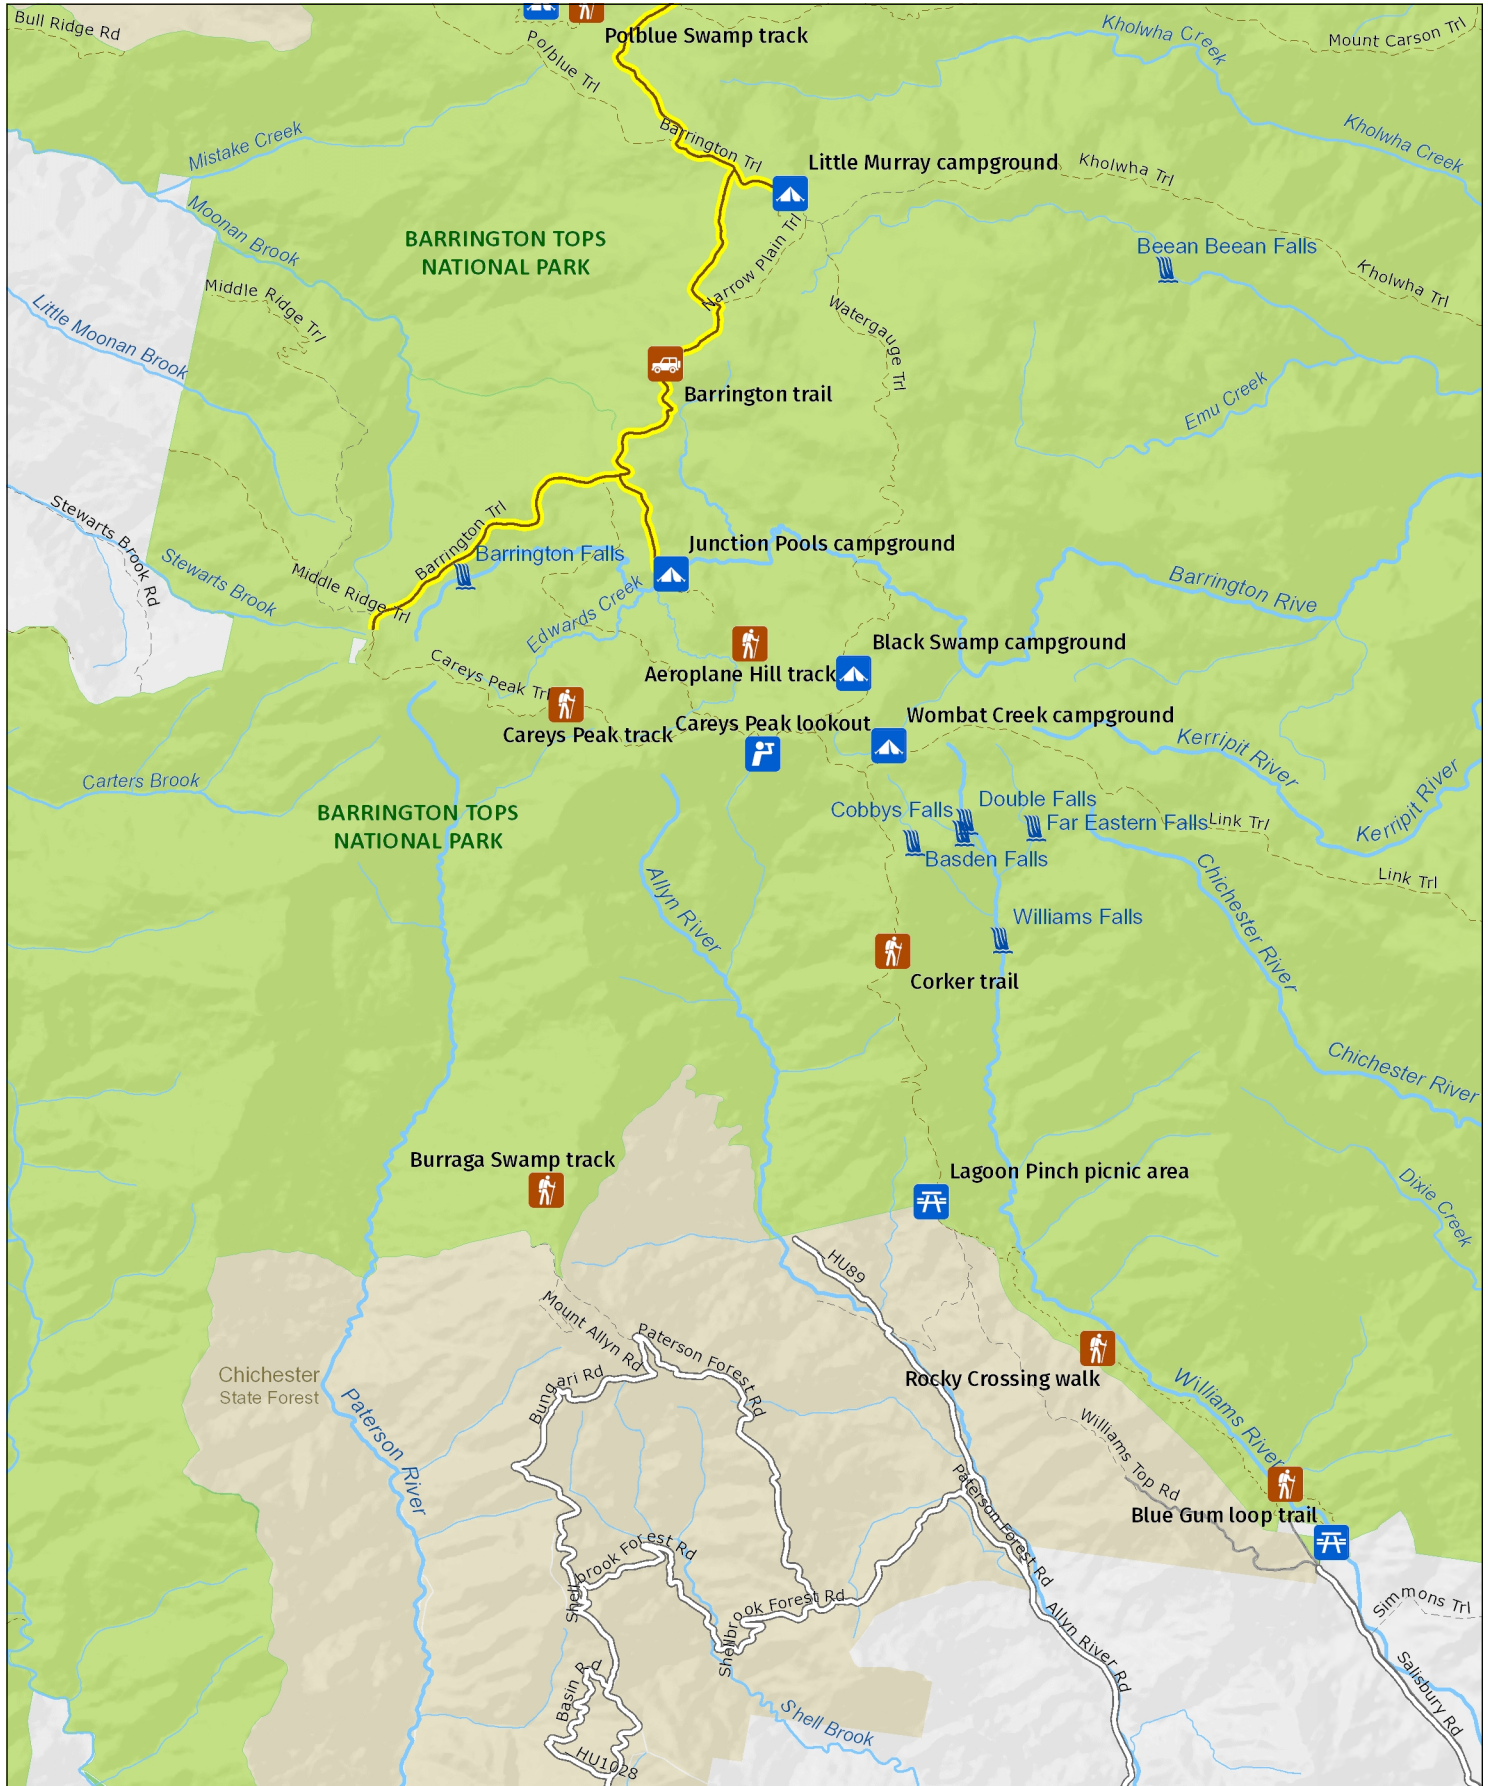 Bull Ridge Rd
Polblue Swamp track
Kholwha Creek
Mount Carson Trl
Polblue Trl
Mistake Creek
Barrington Trl
Little Murray campground
Kholwha Trl
Kholwha Creek
Moonan Brook
BARRINGTON TOPS
NATIONAL PARK
Narrow Plain Trl
Beean Beean Falls
Kholwha Trl
Middle Ridge Trl
Little Moonan Brook
Watergauge Trl
Barrington trail
Emu Creek
Stewarts Brook Rd
Barrington Trl
Barrington Falls
Junction Pools campground
Stewarts Brook
Middle Ridge Trl
Edwards Creek
Barrington Rive
Black Swamp campground
Careys Peak Trl
Aeroplane Hill track
Careys Peak track
Careys Peak lookout
Wombat Creek campground
Kerripit River
Carters Brook
Kerripit River
BARRINGTON TOPS
NATIONAL PARK
Cobbys Falls
Double Falls
Far Eastern Falls
Link Trl
Basden Falls
Link Trl
Allyn River
Chichester River
Williams Falls
Corker trail
Chichester River
Burraga Swamp track
Lagoon Pinch picnic area
Dixie Creek
HU89
Mount Allyn Rd
Paterson Forest Rd
Chichester
State Forest
Bungari Rd
Rocky Crossing walk
Paterson River
Williams River
Williams Top Rd
Paterson Forest Rd
Blue Gum loop trail
Shellbrook Forest Rd
Shellbrook Forest Rd
Simmons Trl
Allyn River Rd
Basin Rd
Salisbury Rd
Shell Brook
HU1028